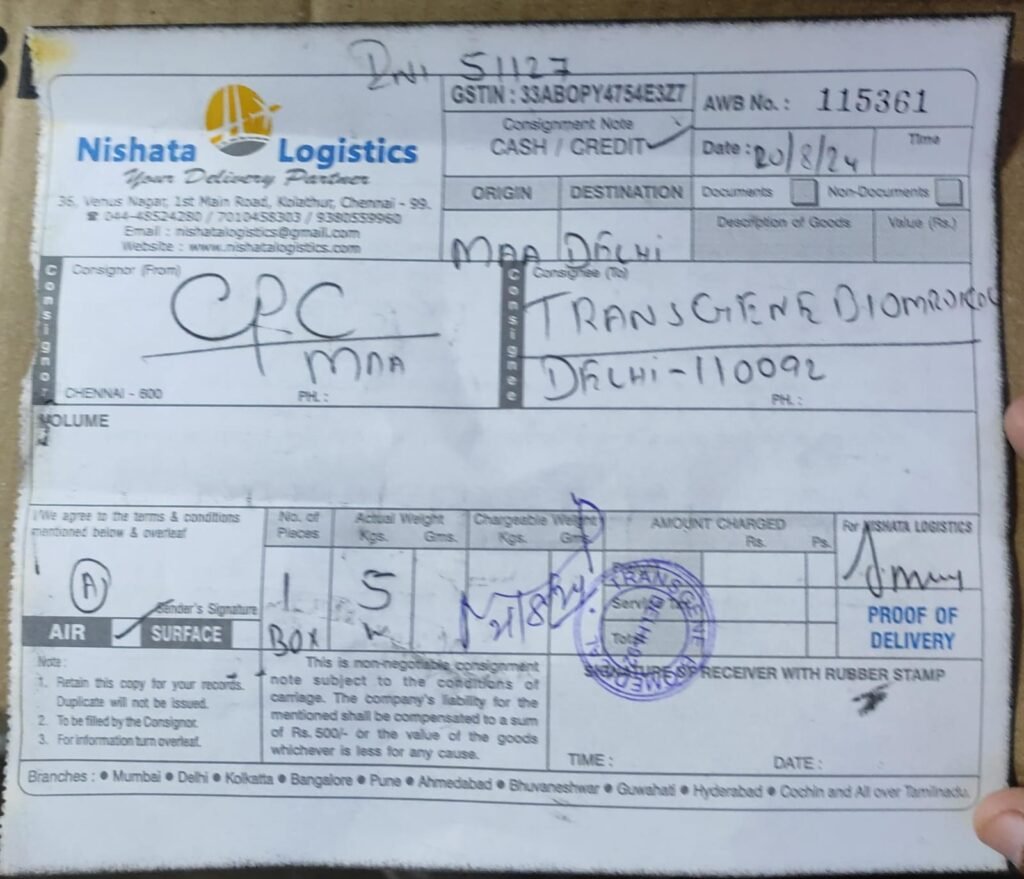 51127
GSTIN : 33ABOPY4754E3Z7
AWB No. : 115361
Nishata Logistics
Your Delivery Partner
36, Venus Nagar, 1st Main Road, Kolathur, Chennai - 99.
☎ 044-48524280 / 7010458303 / 9380559960
Email : nishatalogistics@gmail.com
Website : www.nishatalogistics.com
Consignment Note
CASH / CREDIT ✓
Date : 20/8/24
Time
ORIGIN DESTINATION
Documents Non-Documents
Description of Goods Value (Rs.)
MAA DELHI
Consignor
Consignor (From)
CPC
MAA
CHENNAI - 600 PH. :
Consignee
Consignee (To)
TRANSGENE
DELHI-110092
PH. :
VOLUME
I/We agree to the terms & conditions
mentioned below & overleaf
A
Sender's Signature
AIR ✓ SURFACE
No. of
Pieces
1
BOX
Actual Weight
Kgs. Gms.
5
Chargeable Weight
Kgs. Gms.
AMOUNT CHARGED
Rs. Ps.
Service Tax
Total
TRANSGENE
DELHI
For NISHATA LOGISTICS
PROOF OF
DELIVERY
Note :
1. Retain this copy for your records.
Duplicate will not be issued.
2. To be filled by the Consignor.
3. For information turn overleaf.
This is non-negotiable consignment
note subject to the conditions of
carriage. The company's liability for the
mentioned shall be compensated to a sum
of Rs. 500/- or the value of the goods
whichever is less for any cause.
SIGNATURE OF RECEIVER WITH RUBBER STAMP
TIME : DATE :
Branches : ● Mumbai ● Delhi ● Kolkatta ● Bangalore ● Pune ● Ahmedabad ● Bhuvaneshwar ● Guwahati ● Hyderabad ● Cochin and All over Tamilnadu.